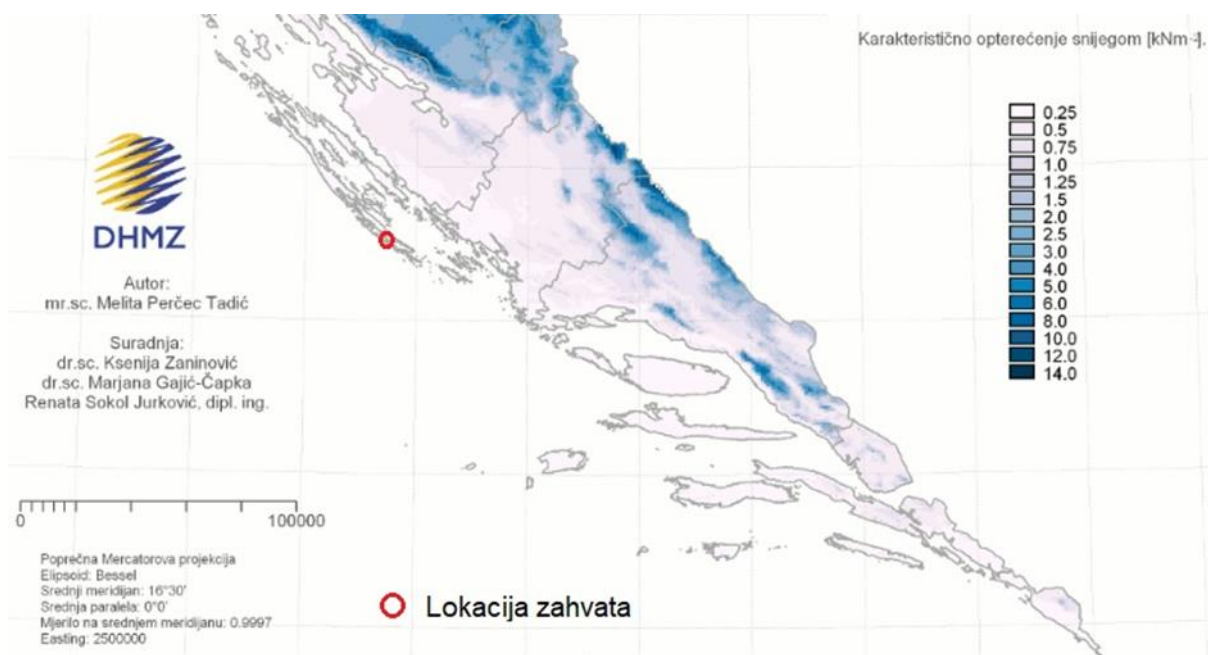 Karakteristično opterećenje snijegom [kNm⁻²].
0.25
0.5
0.75
1.0
1.25
1.5
2.0
2.5
3.0
4.0
5.0
6.0
8.0
10.0
12.0
14.0
DHMZ
Autor:
mr.sc. Melita Perčec Tadić
Suradnja:
dr.sc. Ksenija Zaninović
dr.sc. Marjana Gajić-Čapka
Renata Sokol Jurković, dipl. ing.
0 100000
Poprečna Mercatorova projekcija
Elipsoid: Bessel
Srednji meridijan: 16°30'
Srednja paralela: 0°0'
Mjerilo na srednjem meridijanu: 0.9997
Easting: 2500000
Lokacija zahvata